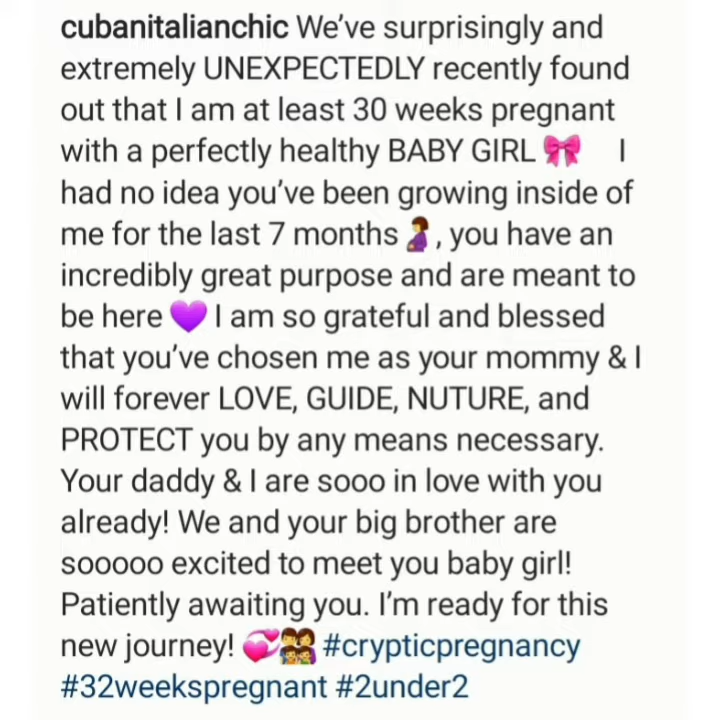 cubanitalianchic We've surprisingly and
extremely UNEXPECTEDLY recently found
out that I am at least 30 weeks pregnant
with a perfectly healthy BABY GIRL 🎀 I
had no idea you've been growing inside of
me for the last 7 months 🤰, you have an
incredibly great purpose and are meant to
be here 💜 I am so grateful and blessed
that you've chosen me as your mommy & I
will forever LOVE, GUIDE, NUTURE, and
PROTECT you by any means necessary.
Your daddy & I are sooo in love with you
already! We and your big brother are
sooooo excited to meet you baby girl!
Patiently awaiting you. I'm ready for this
new journey! 💞👨‍👩‍👧‍👦 #crypticpregnancy
#32weekspregnant #2under2